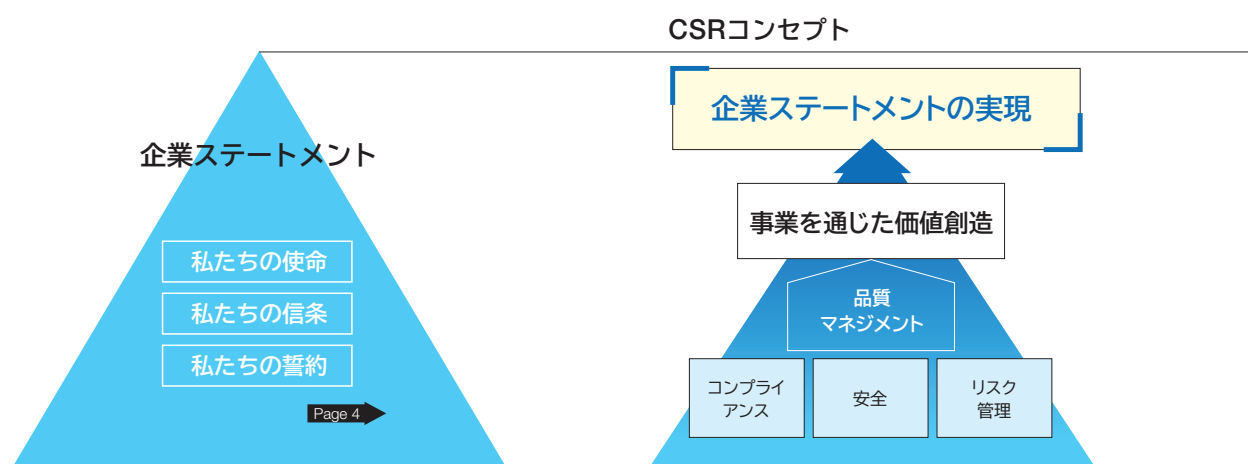 CSRコンセプト
企業ステートメント
私たちの使命
私たちの信条
私たちの誓約
Page 4
企業ステートメントの実現
事業を通じた価値創造
品質
マネジメント
コンプライ
アンス
安全
リスク
管理